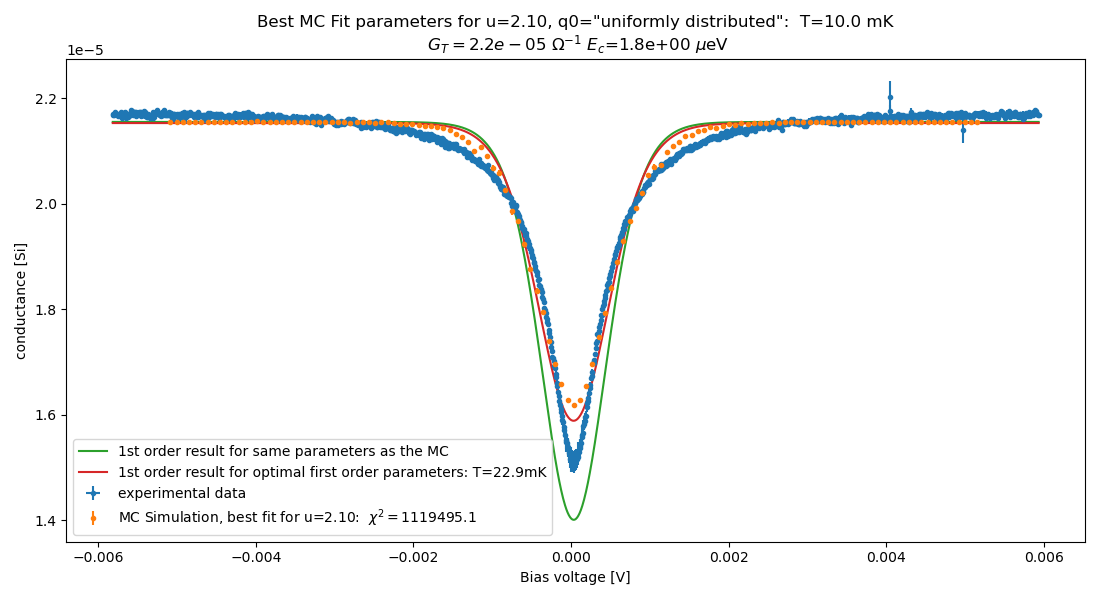 Best MC Fit parameters for u=2.10, q0="uniformly distributed":  T=10.0 mK
$G_T = 2.2e-05\ \Omega^{-1}\ E_c$=1.8e+00 $\mu$eV
1e−5
2.2
2.0
1.8
1.6
1.4
conductance [Si]
1st order result for same parameters as the MC
1st order result for optimal first order parameters: T=22.9mK
experimental data
MC Simulation, best fit for u=2.10:  $\chi^2 = 1119495.1$
−0.006 −0.004 −0.002 0.000 0.002 0.004 0.006
Bias voltage [V]